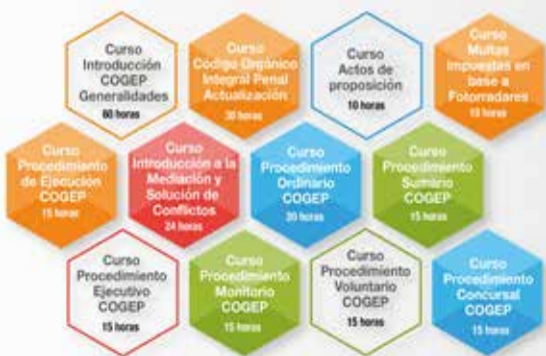 Curso
Introducción
COGEP
Generalidades
60 horas
Curso
Código Orgánico
Integral Penal
Actualización
30 horas
Curso
Actos de
proposición
10 horas
Curso
Multas
Impuestas en
base a
Fotorradares
10 horas
Curso
Procedimiento
de Ejecución
COGEP
15 horas
Curso
Introducción a la
Mediación y
Solución de
Conflictos
24 horas
Curso
Procedimiento
Ordinario
COGEP
20 horas
Curso
Procedimiento
Sumario
COGEP
15 horas
Curso
Procedimiento
Ejecutivo
COGEP
15 horas
Curso
Procedimiento
Monitorio
COGEP
15 horas
Curso
Procedimiento
Voluntario
COGEP
15 horas
Curso
Procedimiento
Concursal
COGEP
15 horas